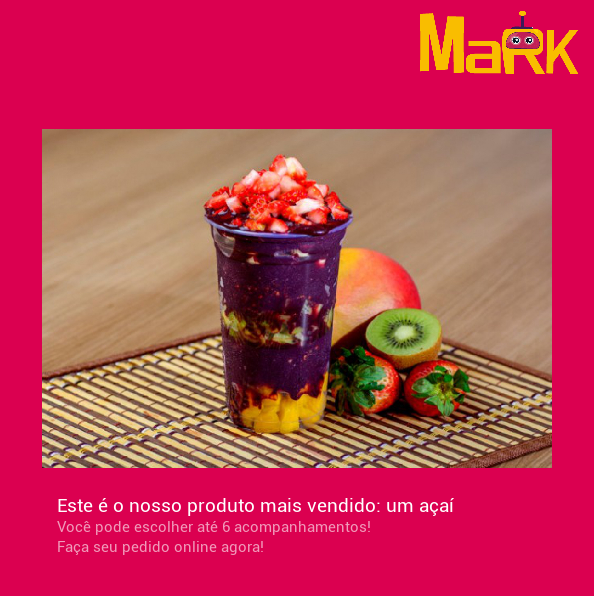 MaRK
Este é o nosso produto mais vendido: um açaí
Você pode escolher até 6 acompanhamentos!
Faça seu pedido online agora!